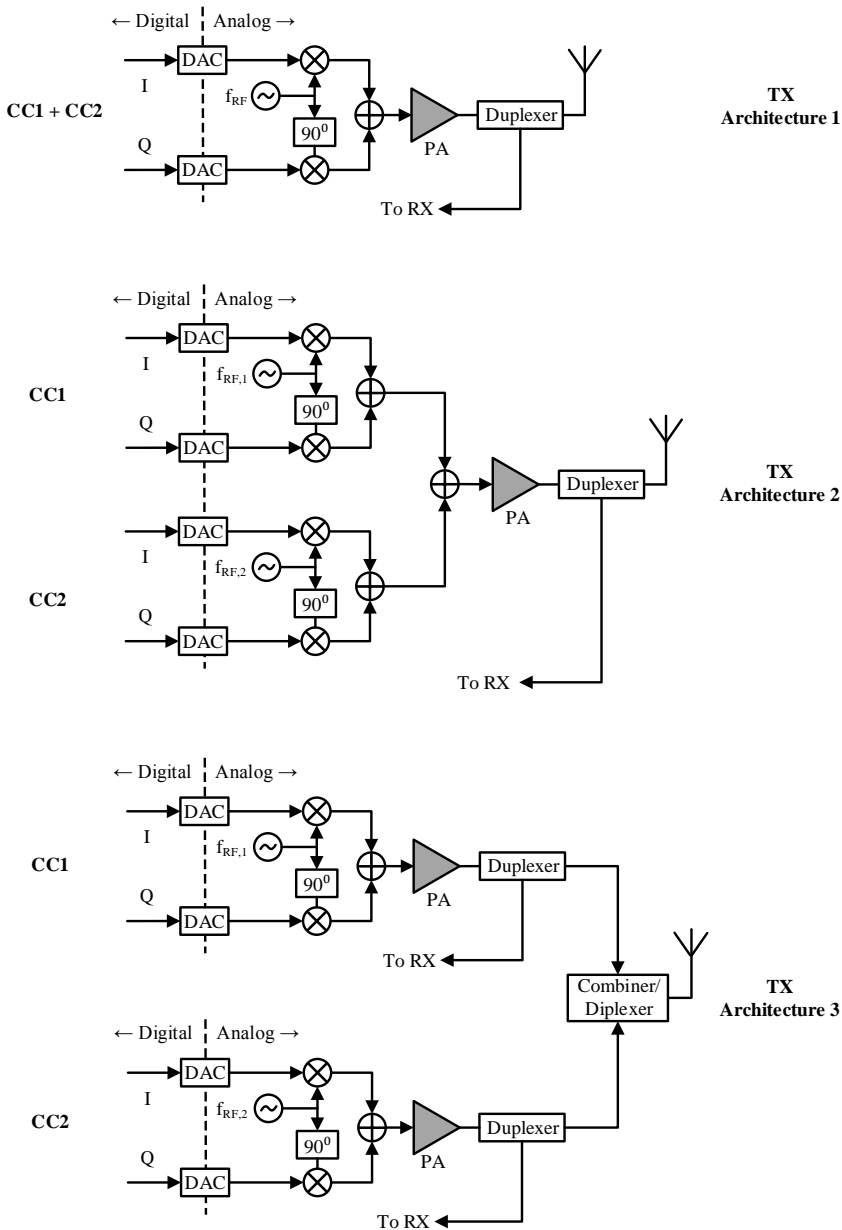 ← Digital Analog →
DAC
I
f_RF
CC1 + CC2
90⁰
PA
Duplexer
TX
Architecture 1
Q
DAC
To RX
← Digital Analog →
DAC
I
f_RF,1
CC1
90⁰
Q
DAC
PA
Duplexer
TX
Architecture 2
DAC
I
f_RF,2
CC2
90⁰
Q
DAC
To RX
← Digital Analog →
DAC
I
f_RF,1
CC1
90⁰
PA
Duplexer
Q
DAC
To RX
Combiner/
Diplexer
TX
Architecture 3
← Digital Analog →
DAC
I
f_RF,2
CC2
90⁰
PA
Duplexer
Q
DAC
To RX